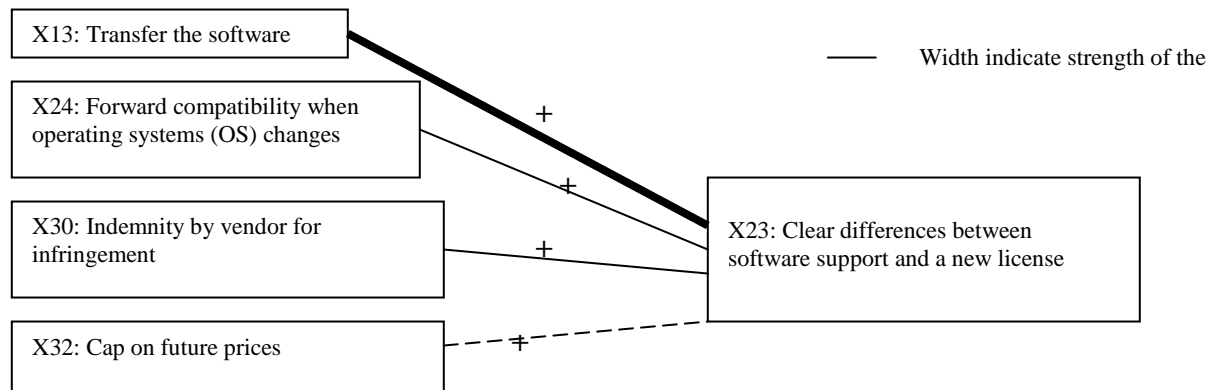 X13: Transfer the software
Width indicate strength of the
X24: Forward compatibility when
operating systems (OS) changes
+
+
X30: Indemnity by vendor for
infringement
+
X23: Clear differences between
software support and a new license
X32: Cap on future prices
+